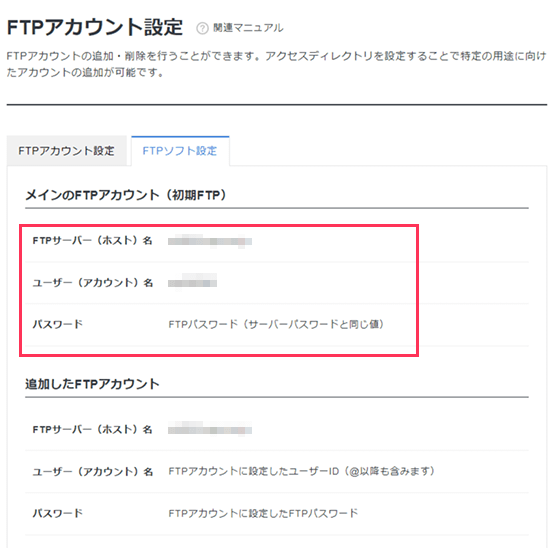 FTPアカウント設定 ? 関連マニュアル
FTPアカウントの追加・削除を行うことができます。アクセスディレクトリを設定することで特定の用途に向け
たアカウントの追加が可能です。
FTPアカウント設定 FTPソフト設定
メインのFTPアカウント（初期FTP）
FTPサーバー（ホスト）名
ユーザー（アカウント）名
パスワード FTPパスワード（サーバーパスワードと同じ値）
追加したFTPアカウント
FTPサーバー（ホスト）名
ユーザー（アカウント）名 FTPアカウントに設定したユーザーID（@以降も含みます）
パスワード FTPアカウントに設定したFTPパスワード